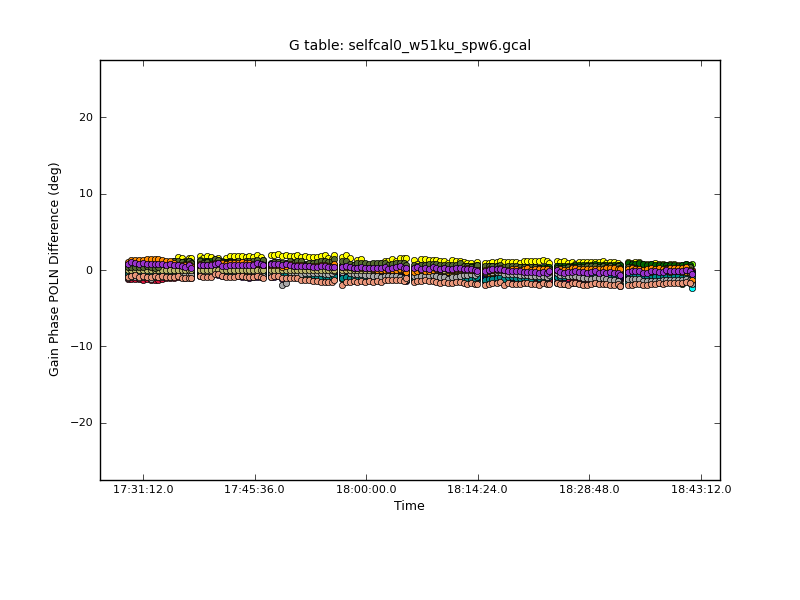 G table: selfcal0_w51ku_spw6.gcal
Gain Phase POLN Difference (deg)
20
10
0
−10
−20
17:31:12.0 17:45:36.0 18:00:00.0 18:14:24.0 18:28:48.0 18:43:12.0
Time